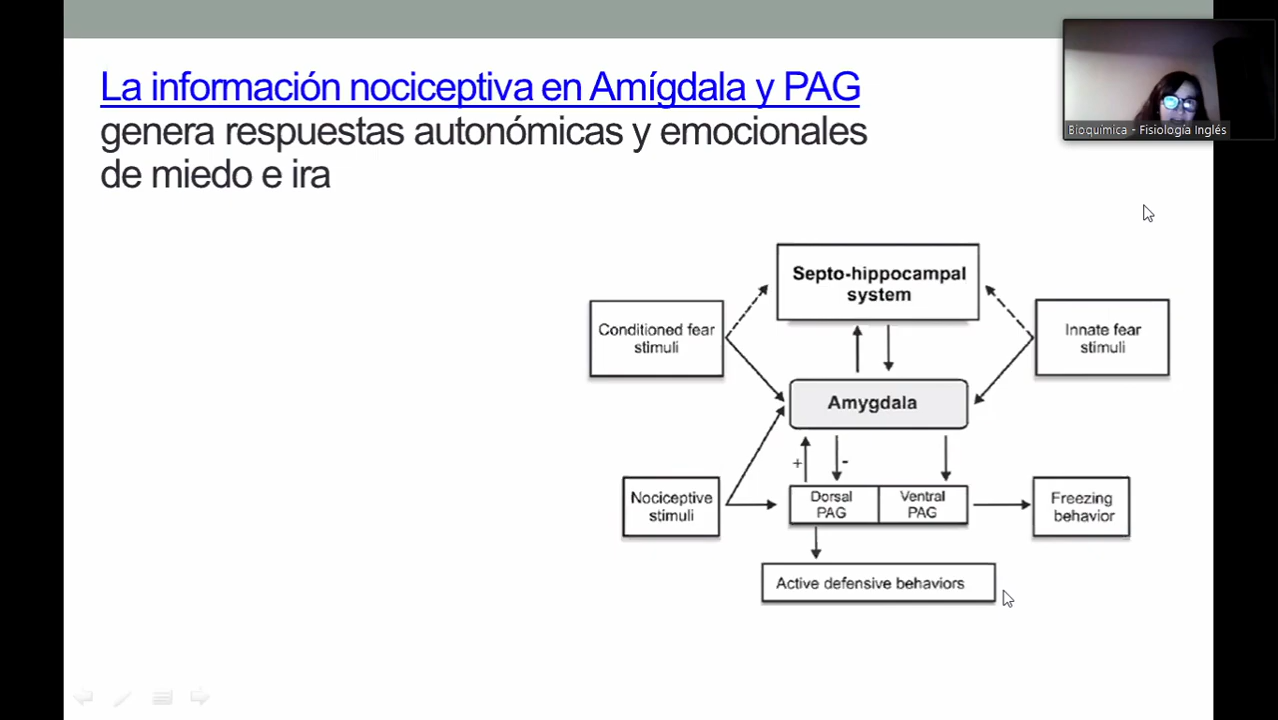 La información nociceptiva en Amígdala y PAG
genera respuestas autonómicas y emocionales
de miedo e ira
Bioquímica - Fisiología Inglés
Septo-hippocampal
system
Conditioned fear
stimuli
Innate fear
stimuli
Amygdala
+
-
Nociceptive
stimuli
Dorsal
PAG
Ventral
PAG
Freezing
behavior
Active defensive behaviors